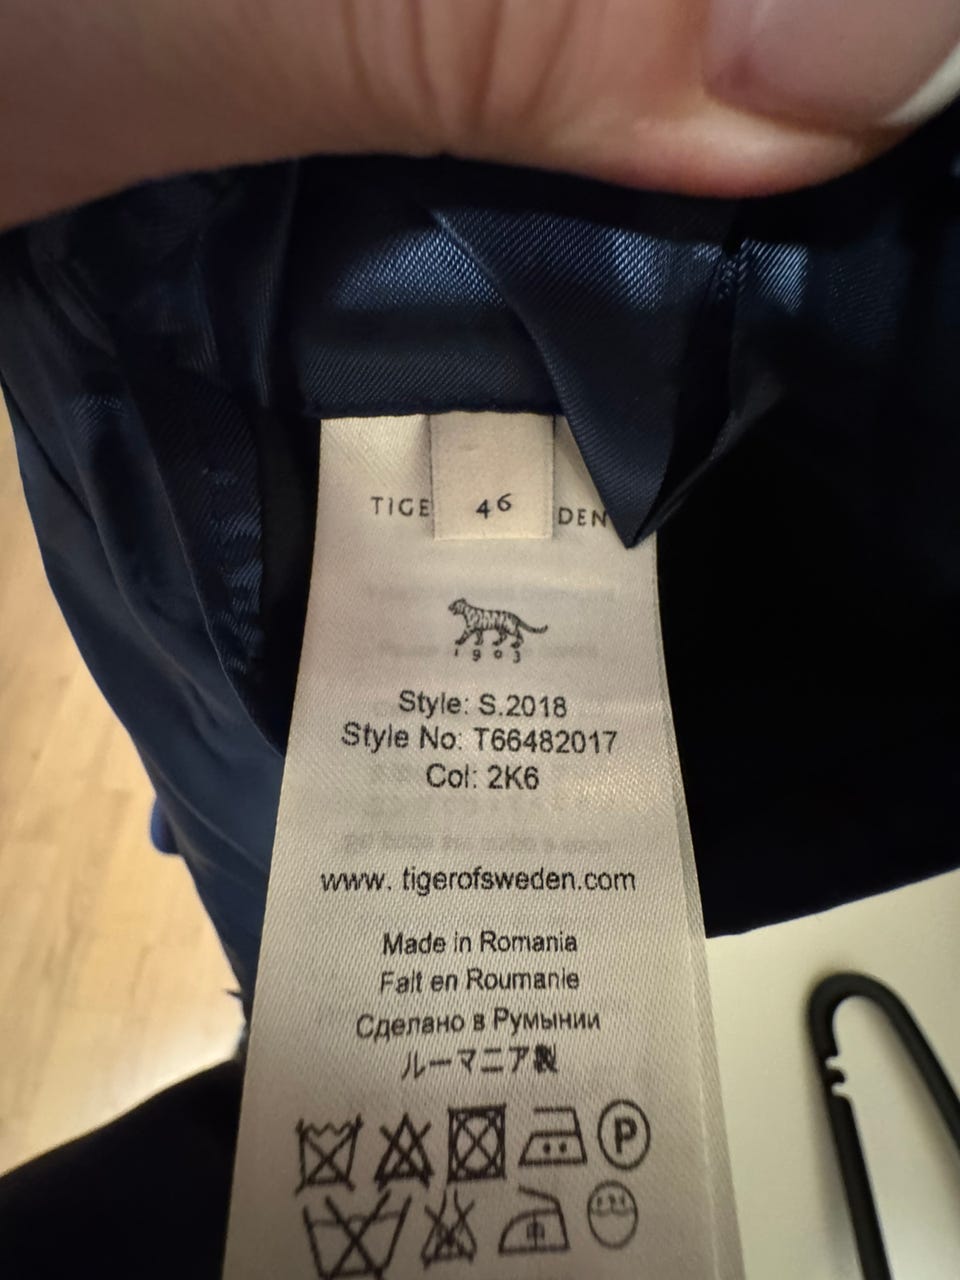 TIGE 46 DEN
1903
Style: S.2018
Style No: T66482017
Col: 2K6
www. tigerofsweden.com
Made in Romania
Fait en Roumanie
Сделано в Румынии
ルーマニア製
P